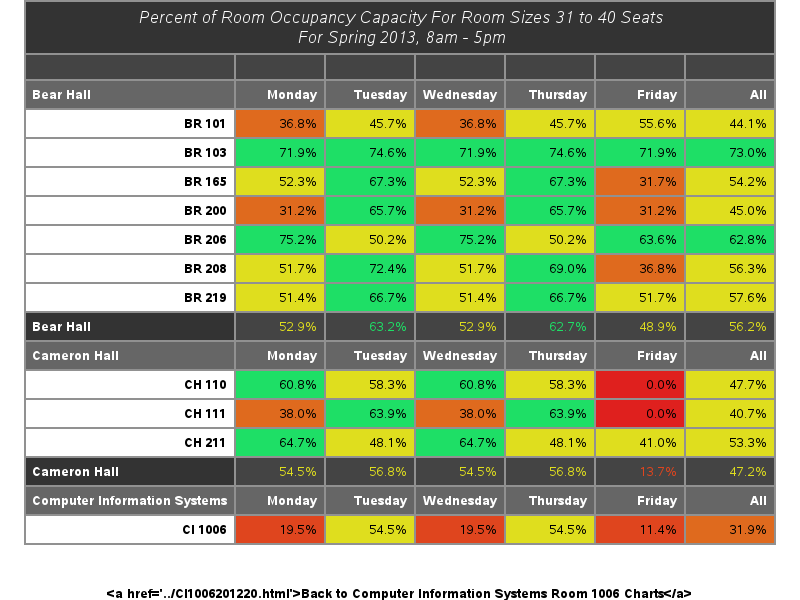 Percent of Room Occupancy Capacity For Room Sizes 31 to 40 Seats
For Spring 2013, 8am - 5pm
Bear Hall Monday Tuesday Wednesday Thursday Friday All
BR 101 36.8% 45.7% 36.8% 45.7% 55.6% 44.1%
BR 103 71.9% 74.6% 71.9% 74.6% 71.9% 73.0%
BR 165 52.3% 67.3% 52.3% 67.3% 31.7% 54.2%
BR 200 31.2% 65.7% 31.2% 65.7% 31.2% 45.0%
BR 206 75.2% 50.2% 75.2% 50.2% 63.6% 62.8%
BR 208 51.7% 72.4% 51.7% 69.0% 36.8% 56.3%
BR 219 51.4% 66.7% 51.4% 66.7% 51.7% 57.6%
Bear Hall 52.9% 63.2% 52.9% 62.7% 48.9% 56.2%
Cameron Hall Monday Tuesday Wednesday Thursday Friday All
CH 110 60.8% 58.3% 60.8% 58.3% 0.0% 47.7%
CH 111 38.0% 63.9% 38.0% 63.9% 0.0% 40.7%
CH 211 64.7% 48.1% 64.7% 48.1% 41.0% 53.3%
Cameron Hall 54.5% 56.8% 54.5% 56.8% 13.7% 47.2%
Computer Information Systems Monday Tuesday Wednesday Thursday Friday All
CI 1006 19.5% 54.5% 19.5% 54.5% 11.4% 31.9%
<a href='../CI1006201220.html'>Back to Computer Information Systems Room 1006 Charts</a>